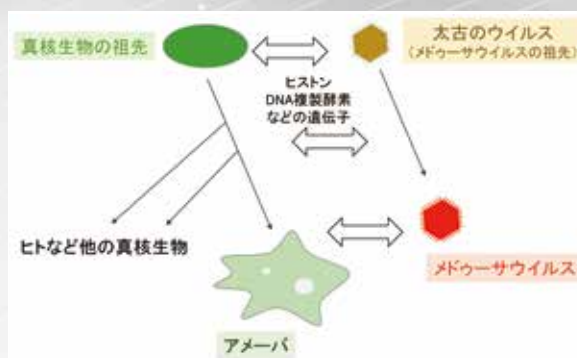 真核生物の祖先
太古のウイルス
(メドゥーサウイルスの祖先)
ヒストン
DNA複製酵素
などの遺伝子
ヒトなど他の真核生物
メドゥーサウイルス
アメーバ